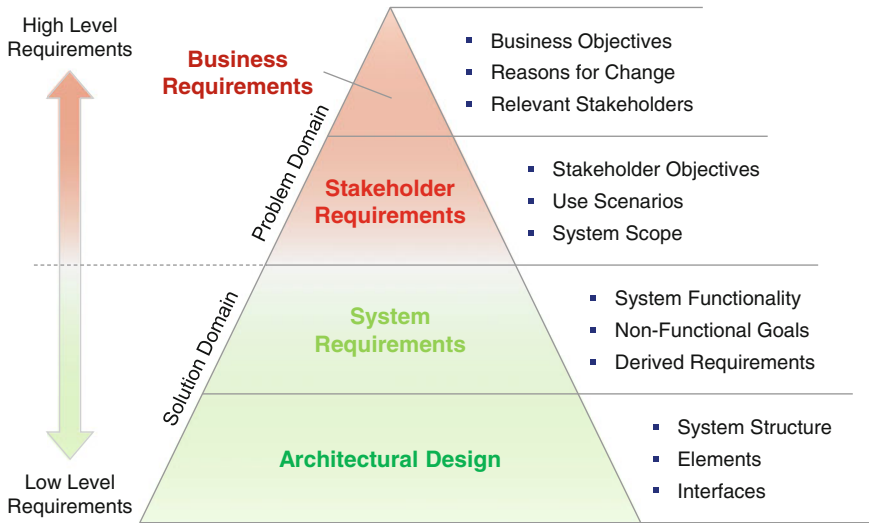 High Level
Requirements
Business
Requirements
▪ Business Objectives
▪ Reasons for Change
▪ Relevant Stakeholders
Problem Domain
Stakeholder
Requirements
▪ Stakeholder Objectives
▪ Use Scenarios
▪ System Scope
Solution Domain
System
Requirements
▪ System Functionality
▪ Non-Functional Goals
▪ Derived Requirements
Architectural Design
▪ System Structure
▪ Elements
▪ Interfaces
Low Level
Requirements